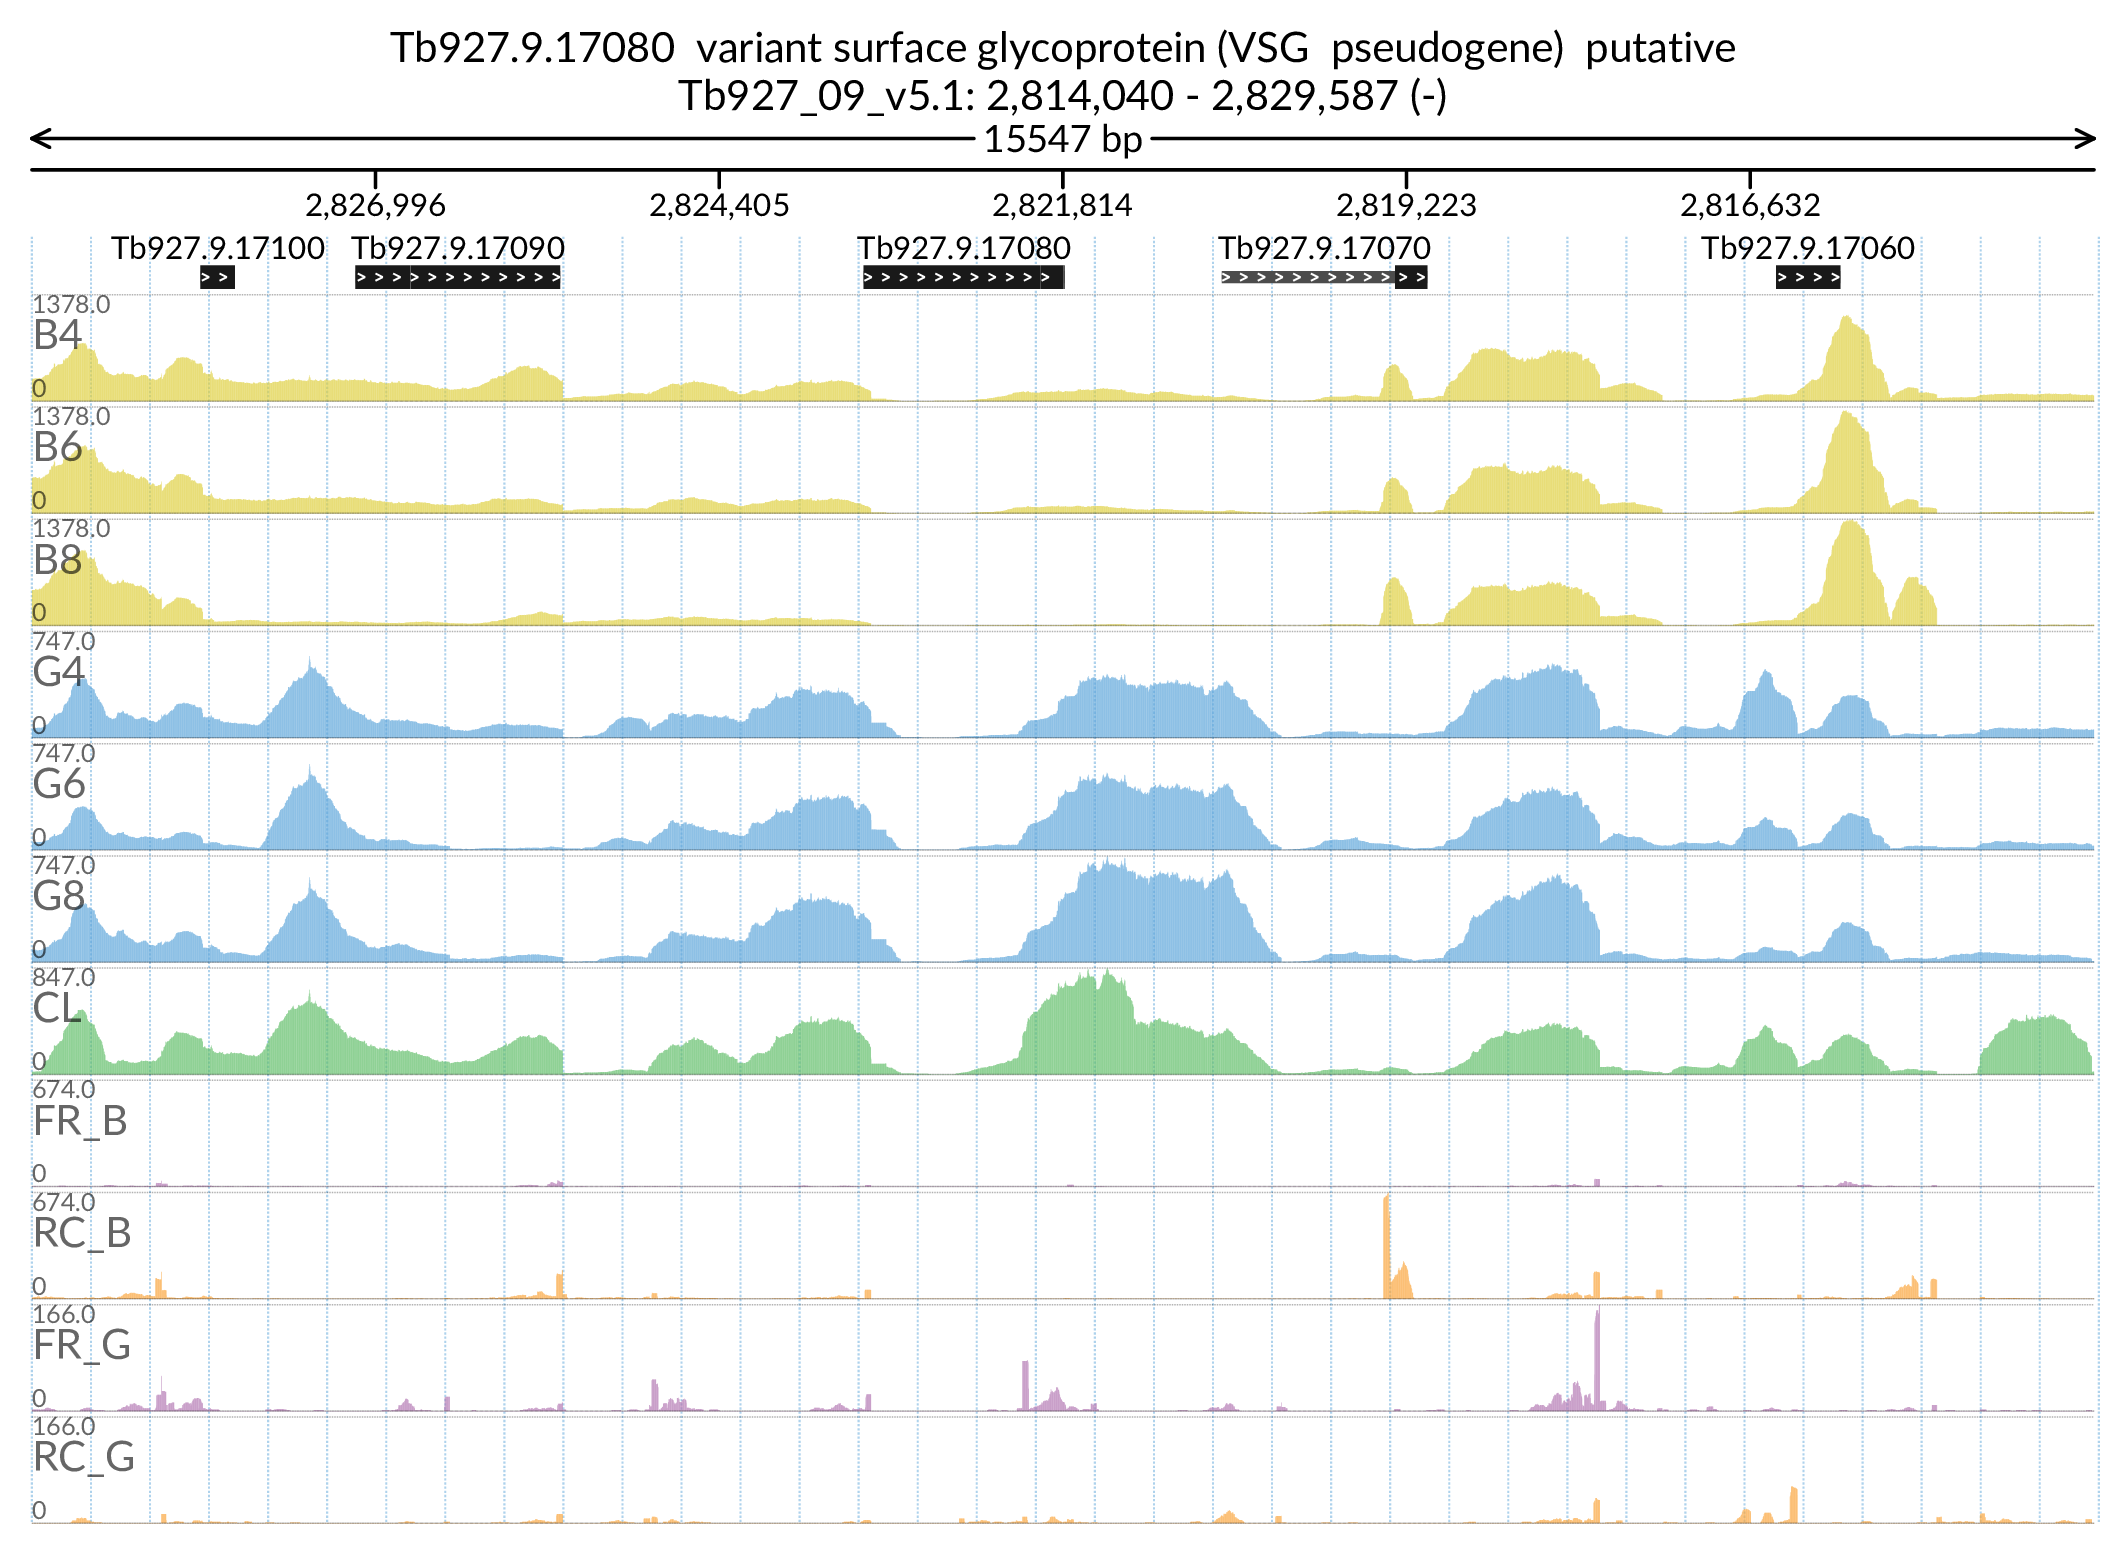 Tb927.9.17080 variant surface glycoprotein (VSG pseudogene) putative
Tb927_09_v5.1: 2,814,040 - 2,829,587 (-)
15547 bp
2,826,996 2,824,405 2,821,814 2,819,223 2,816,632
Tb927.9.17100 Tb927.9.17090 Tb927.9.17080 Tb927.9.17070 Tb927.9.17060
1378.0
B4
0
1378.0
B6
0
1378.0
B8
0
747.0
G4
0
747.0
G6
0
747.0
G8
0
847.0
CL
0
674.0
FR_B
0
674.0
RC_B
0
166.0
FR_G
0
166.0
RC_G
0